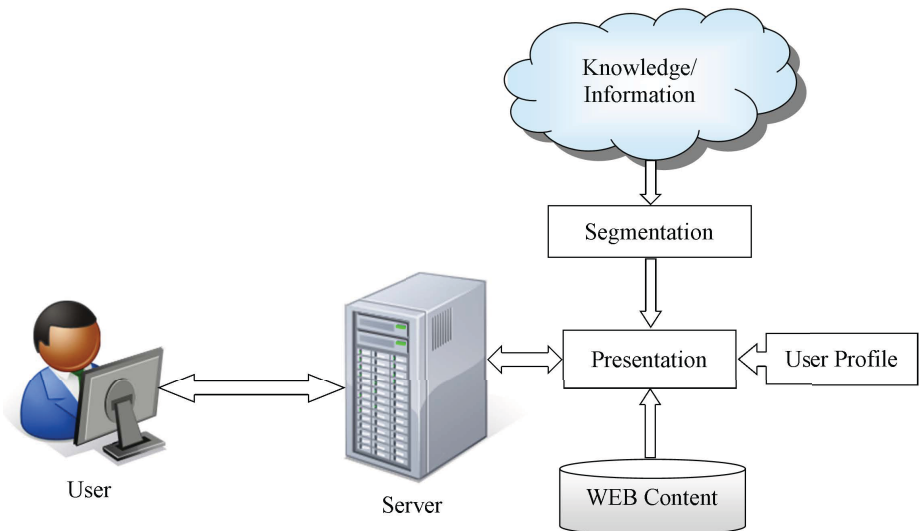 Knowledge/
Information
Segmentation
Presentation
User Profile
WEB Content
User
Server